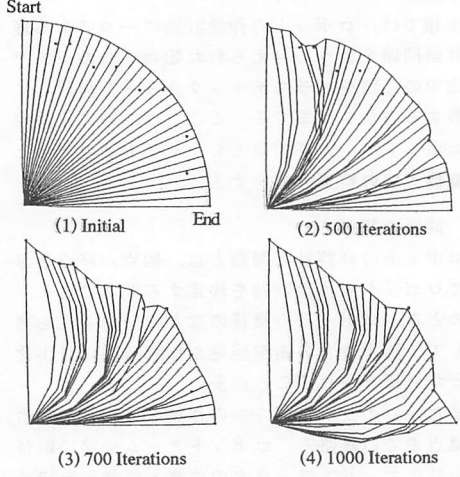 Start
End
(1) Initial
(2) 500 Iterations
(3) 700 Iterations
(4) 1000 Iterations